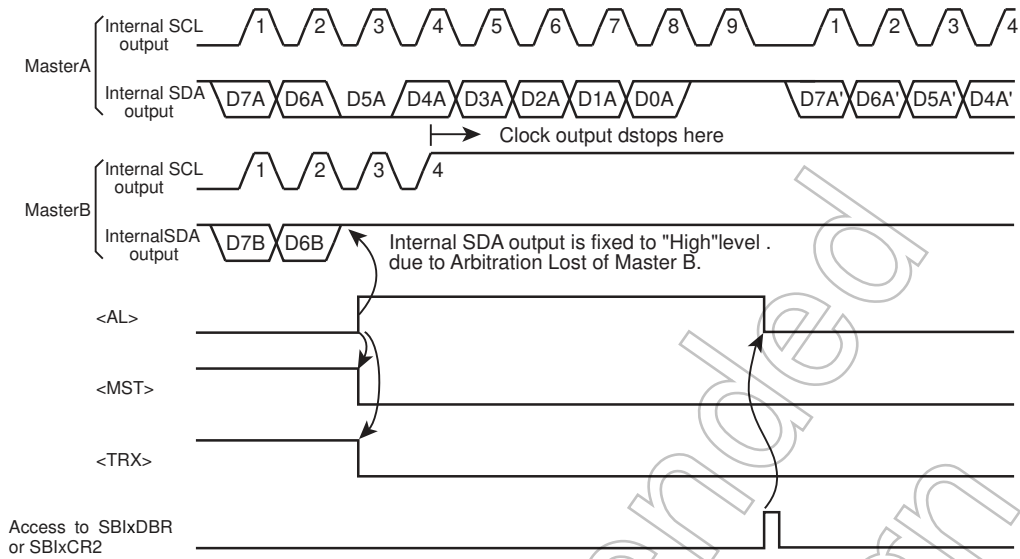 Internal SCL output 1 2 3 4 5 6 7 8 9 1 2 3 4
MasterA
Internal SDA output D7A D6A D5A D4A D3A D2A D1A D0A D7A' D6A' D5A' D4A'
Clock output dstops here
Internal SCL output 1 2 3 4
MasterB
InternalSDA output D7B D6B
Internal SDA output is fixed to "High"level .
due to Arbitration Lost of Master B.
<AL>
<MST>
<TRX>
Access to SBIxDBR
or SBIxCR2